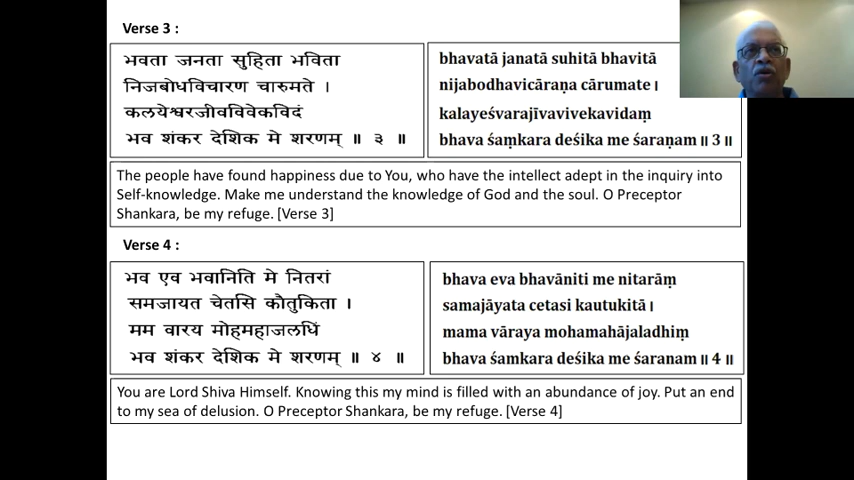 Verse 3 :
भवता जनता सुहिता भविता
निजबोधविचारण चारुमते ।
कलयेश्वरजीवविवेकविदं
भव शंकर देशिक मे शरणम् ॥ ३ ॥
bhavatā janatā suhitā bhavitā
nijabodhavicāraṇa cārumate ।
kalayeśvarajīvavivekavidaṃ
bhava śaṃkara deśika me śaraṇam ॥ 3 ॥
The people have found happiness due to You, who have the intellect adept in the inquiry into
Self-knowledge. Make me understand the knowledge of God and the soul. O Preceptor
Shankara, be my refuge. [Verse 3]
Verse 4 :
भव एव भवानिति मे नितरां
समजायत चेतसि कौतुकिता ।
मम वारय मोहमहाजलधिं
भव शंकर देशिक मे शरणम् ॥ ४ ॥
bhava eva bhavāniti me nitarāṃ
samajāyata cetasi kautukitā ।
mama vāraya mohamahājaladhiṃ
bhava śaṃkara deśika me śaraṇam ॥ 4 ॥
You are Lord Shiva Himself. Knowing this my mind is filled with an abundance of joy. Put an end
to my sea of delusion. O Preceptor Shankara, be my refuge. [Verse 4]